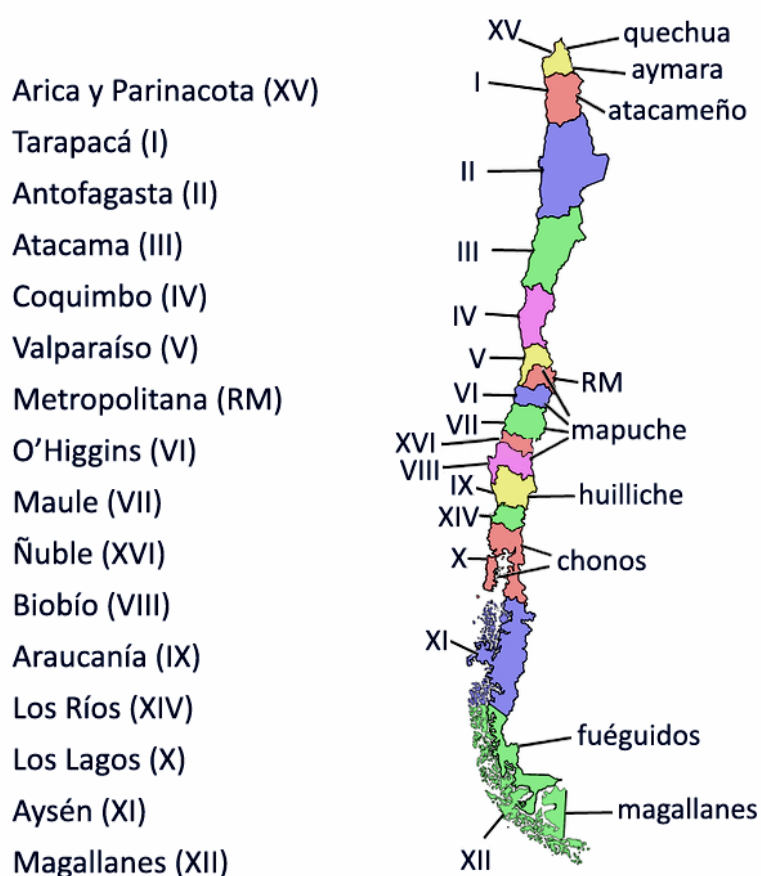 Arica y Parinacota (XV)
Tarapacá (I)
Antofagasta (II)
Atacama (III)
Coquimbo (IV)
Valparaíso (V)
Metropolitana (RM)
O’Higgins (VI)
Maule (VII)
Ñuble (XVI)
Biobío (VIII)
Araucanía (IX)
Los Ríos (XIV)
Los Lagos (X)
Aysén (XI)
Magallanes (XII)
XV
I
II
III
IV
V
VI
VII
XVI
VIII
IX
XIV
X
XI
XII
quechua
aymara
atacameño
RM
mapuche
huilliche
chonos
fuéguidos
magallanes